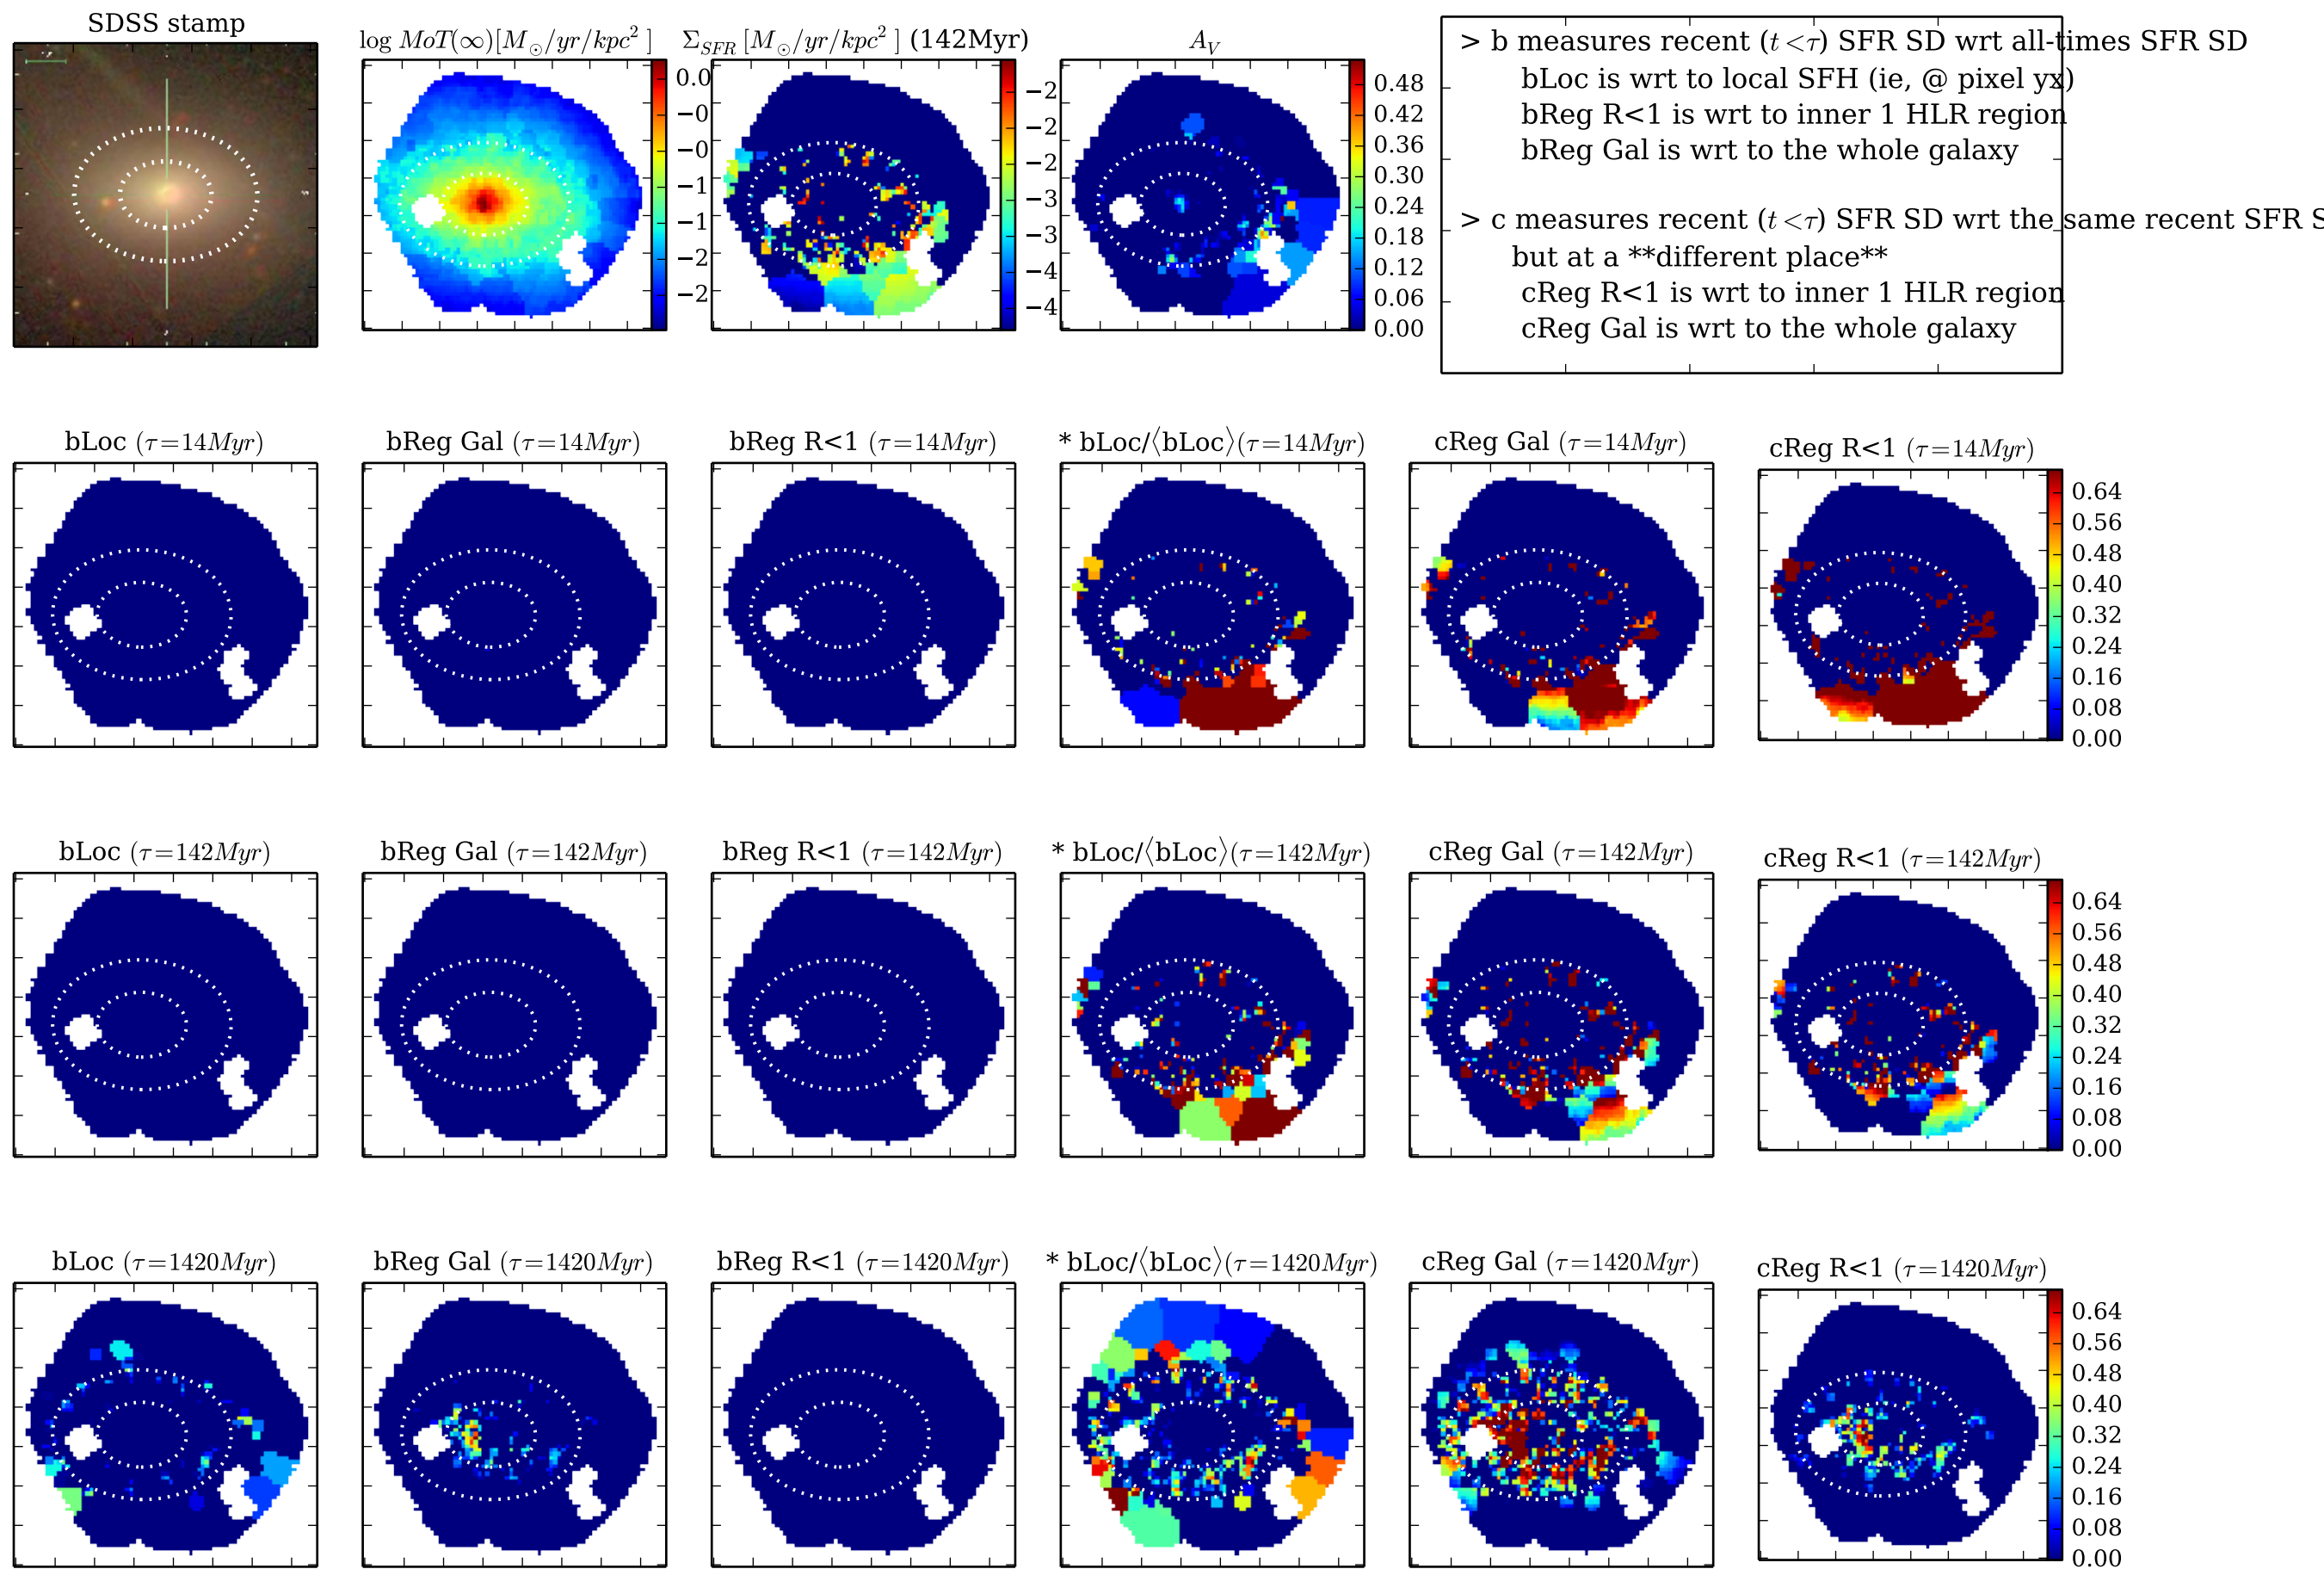 SDSS stamp
log MoT(∞)[M⊙/yr/kpc²]
Σ_SFR [M⊙/yr/kpc²] (142Myr)
A_V
0.0
−0
−0
−1
−1
−2
−2
−2
−2
−2
−3
−3
−4
−4
0.48
0.42
0.36
0.30
0.24
0.18
0.12
0.06
0.00
> b measures recent (t<τ) SFR SD wrt all-times SFR SD
bLoc is wrt to local SFH (ie, @ pixel yx)
bReg R<1 is wrt to inner 1 HLR region
bReg Gal is wrt to the whole galaxy
> c measures recent (t<τ) SFR SD wrt the same recent SFR S
but at a **different place**
cReg R<1 is wrt to inner 1 HLR region
cReg Gal is wrt to the whole galaxy
bLoc (τ=14Myr)
bReg Gal (τ=14Myr)
bReg R<1 (τ=14Myr)
* bLoc/⟨bLoc⟩(τ=14Myr)
cReg Gal (τ=14Myr)
cReg R<1 (τ=14Myr)
0.64
0.56
0.48
0.40
0.32
0.24
0.16
0.08
0.00
bLoc (τ=142Myr)
bReg Gal (τ=142Myr)
bReg R<1 (τ=142Myr)
* bLoc/⟨bLoc⟩(τ=142Myr)
cReg Gal (τ=142Myr)
cReg R<1 (τ=142Myr)
0.64
0.56
0.48
0.40
0.32
0.24
0.16
0.08
0.00
bLoc (τ=1420Myr)
bReg Gal (τ=1420Myr)
bReg R<1 (τ=1420Myr)
* bLoc/⟨bLoc⟩(τ=1420Myr)
cReg Gal (τ=1420Myr)
cReg R<1 (τ=1420Myr)
0.64
0.56
0.48
0.40
0.32
0.24
0.16
0.08
0.00